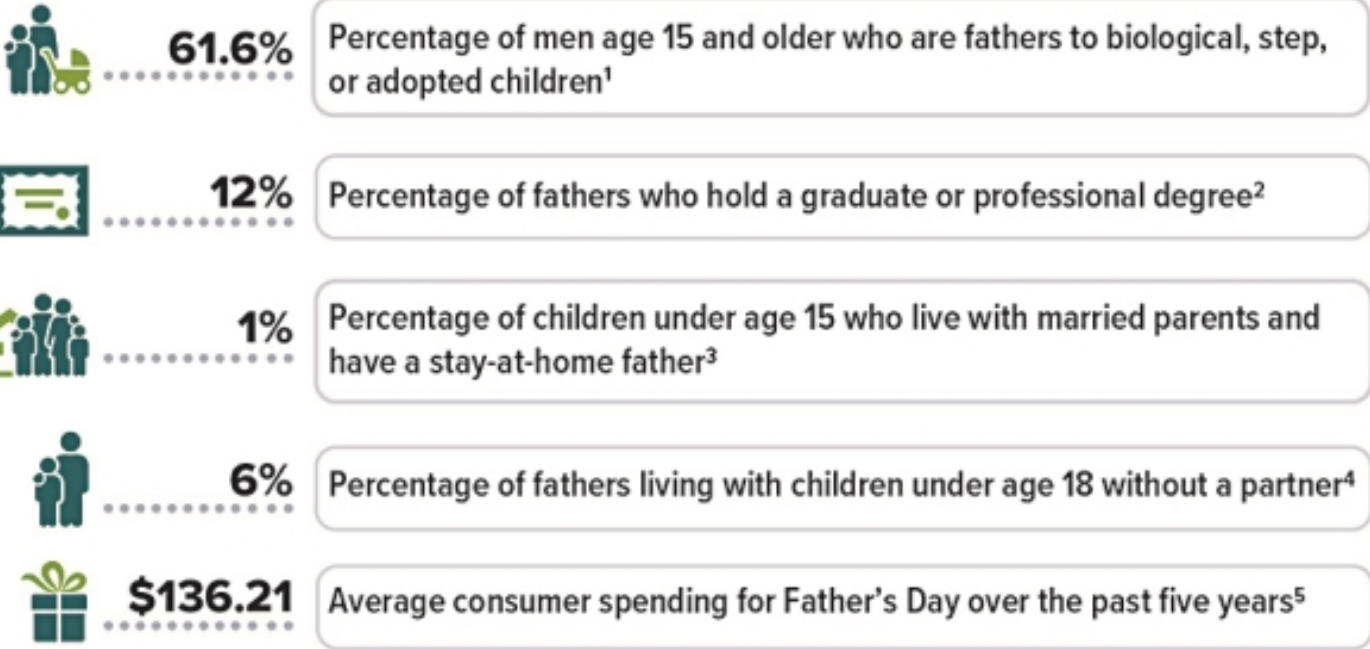 61.6%
Percentage of men age 15 and older who are fathers to biological, step,
or adopted children¹
12%
Percentage of fathers who hold a graduate or professional degree²
1%
Percentage of children under age 15 who live with married parents and
have a stay-at-home father³
6%
Percentage of fathers living with children under age 18 without a partner⁴
$136.21
Average consumer spending for Father's Day over the past five years⁵